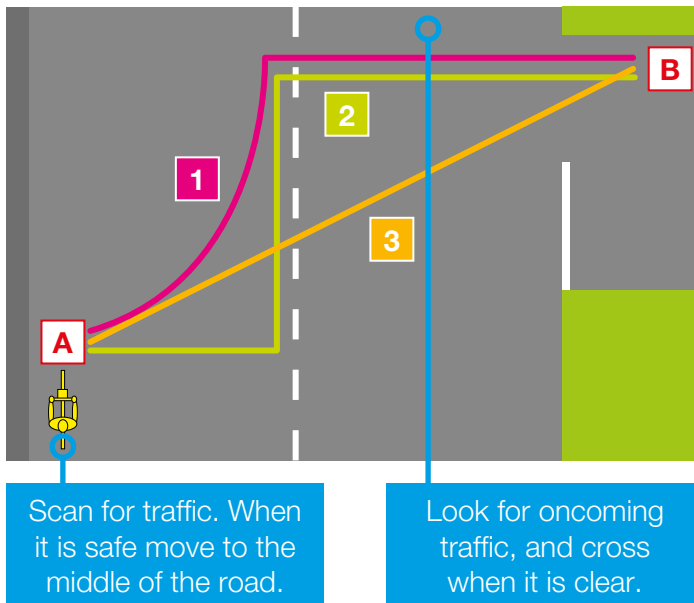 B
2
1
3
A
Scan for traffic. When
it is safe move to the
middle of the road.
Look for oncoming
traffic, and cross
when it is clear.